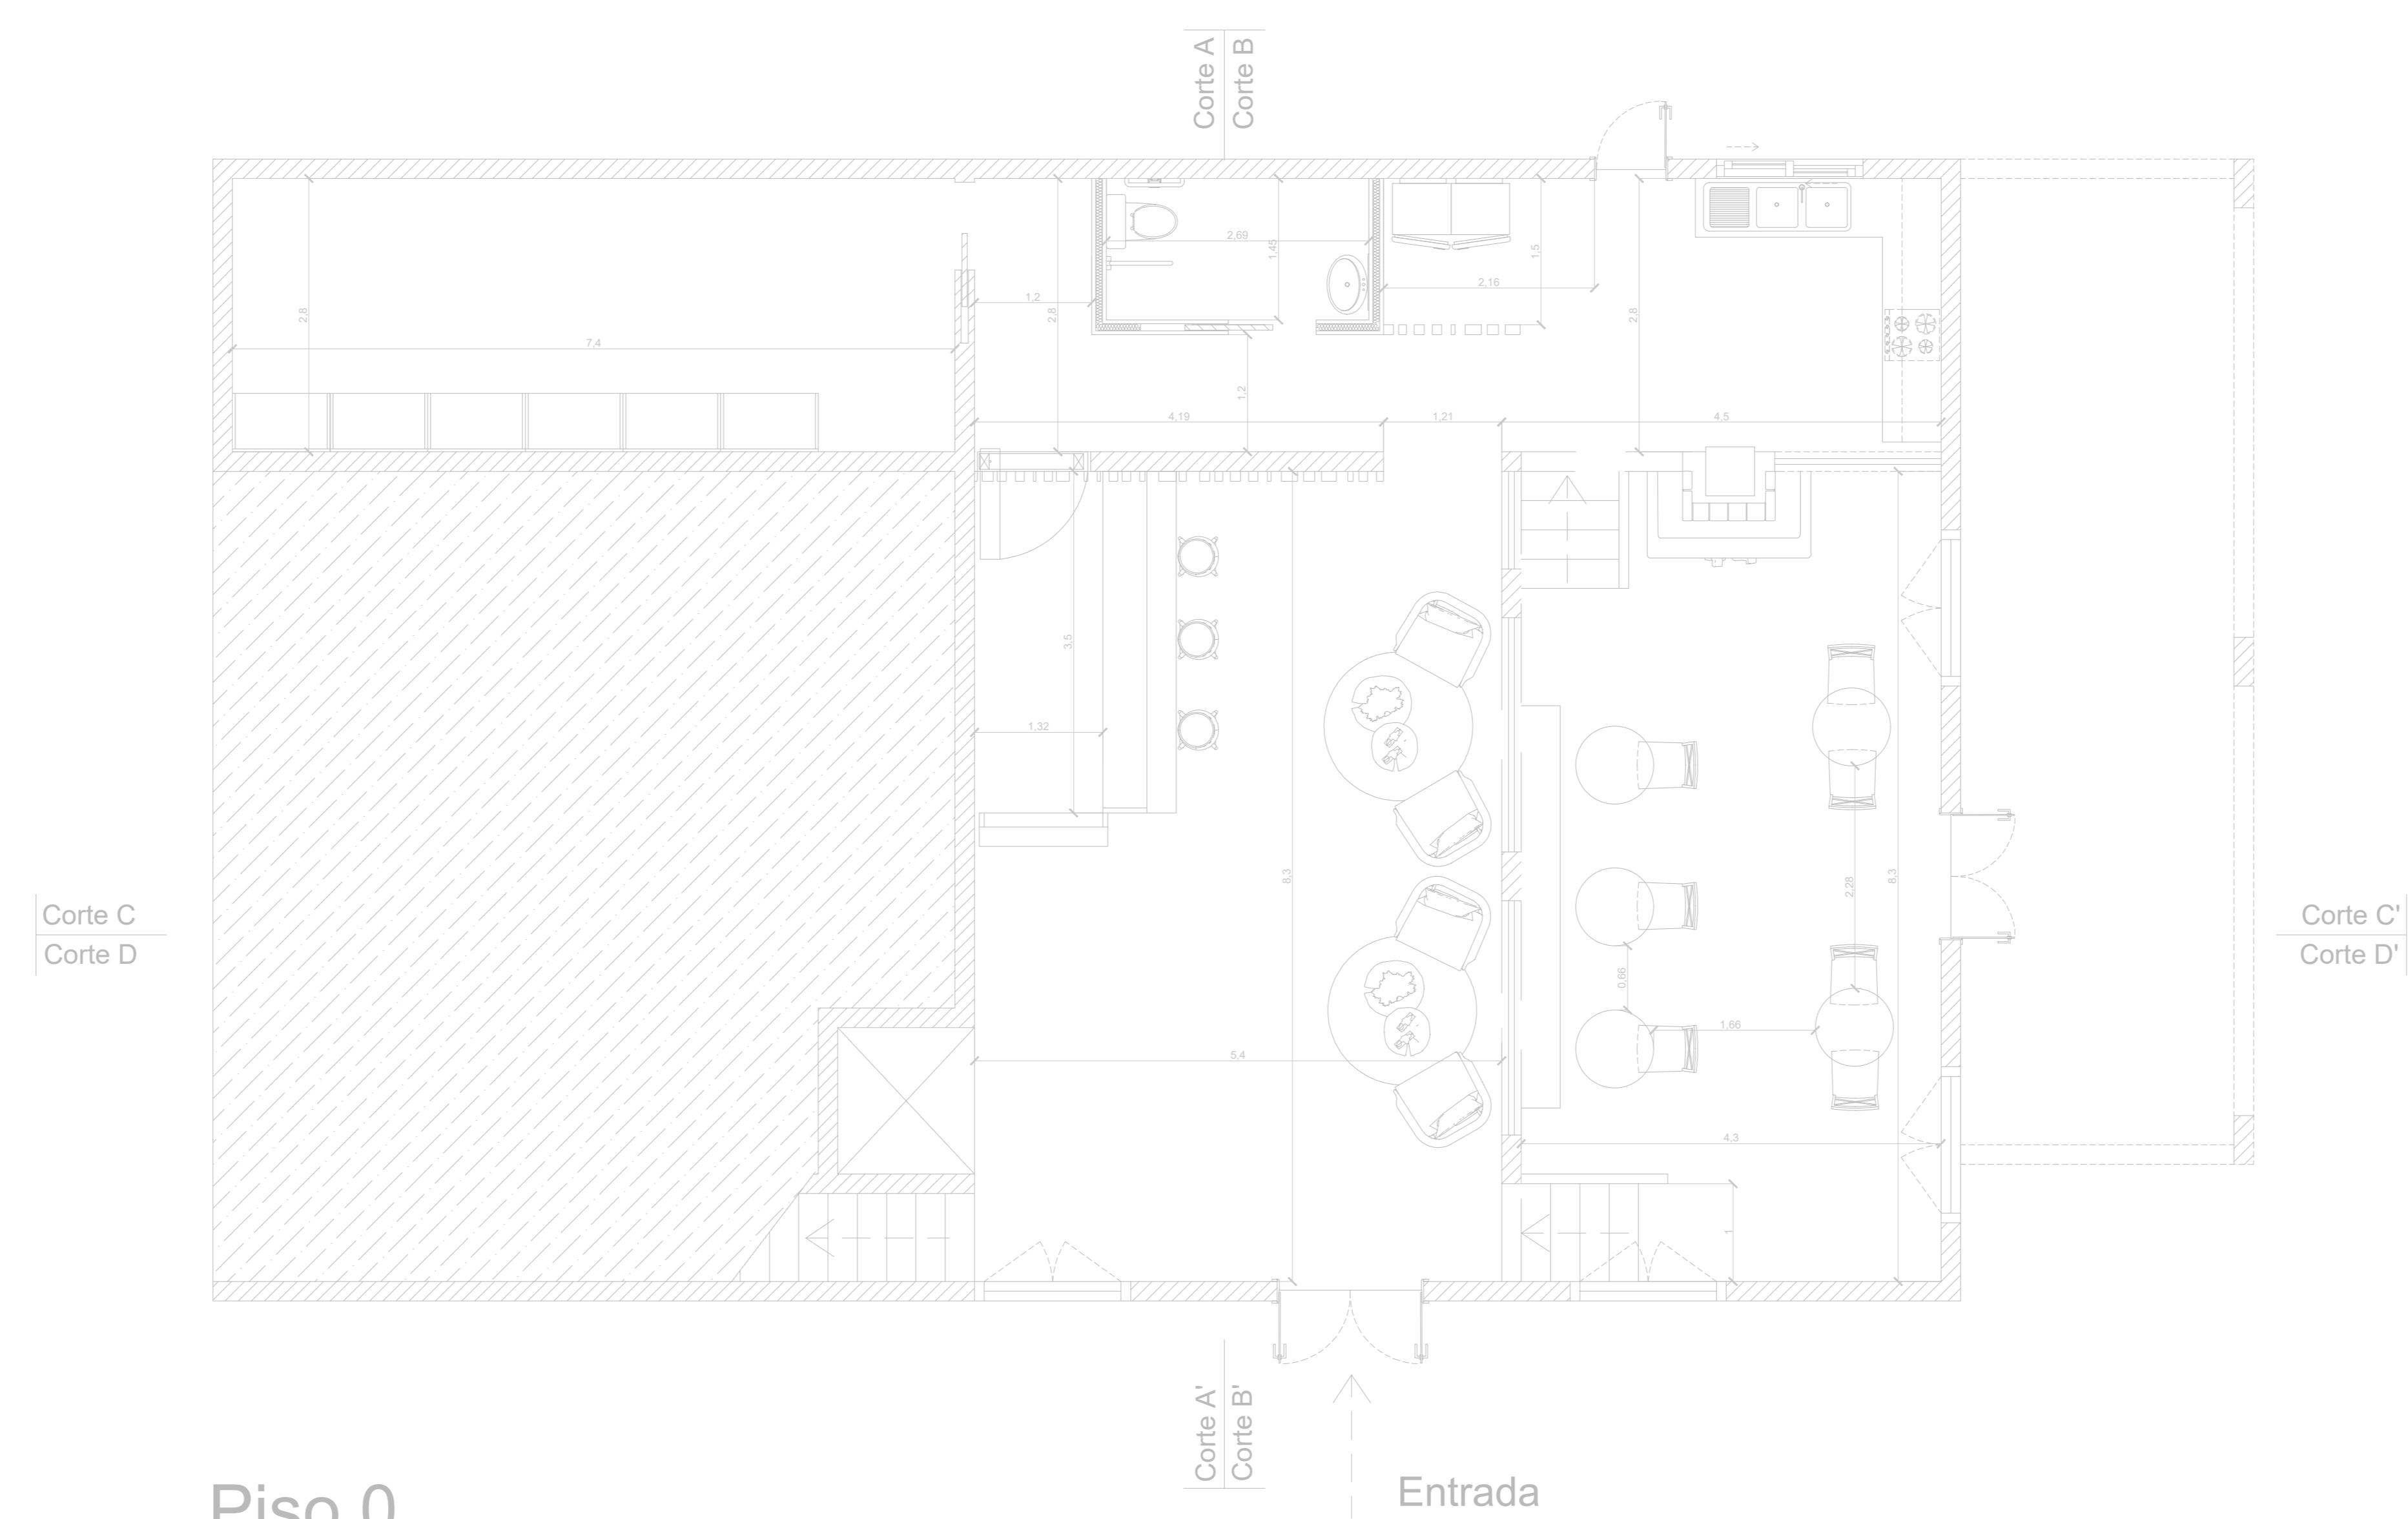 Corte A
Corte B
2,69
1,45
1,5
2,16
1,2
2,8
2,8
2,8
7,4
1,2
4,19
1,21
4,5
3,5
1,32
8,3
2,28
8,3
Corte C
Corte D
Corte C'
Corte D'
0,66
1,66
5,4
4,3
1
Corte A'
Corte B'
Entrada
Piso 0